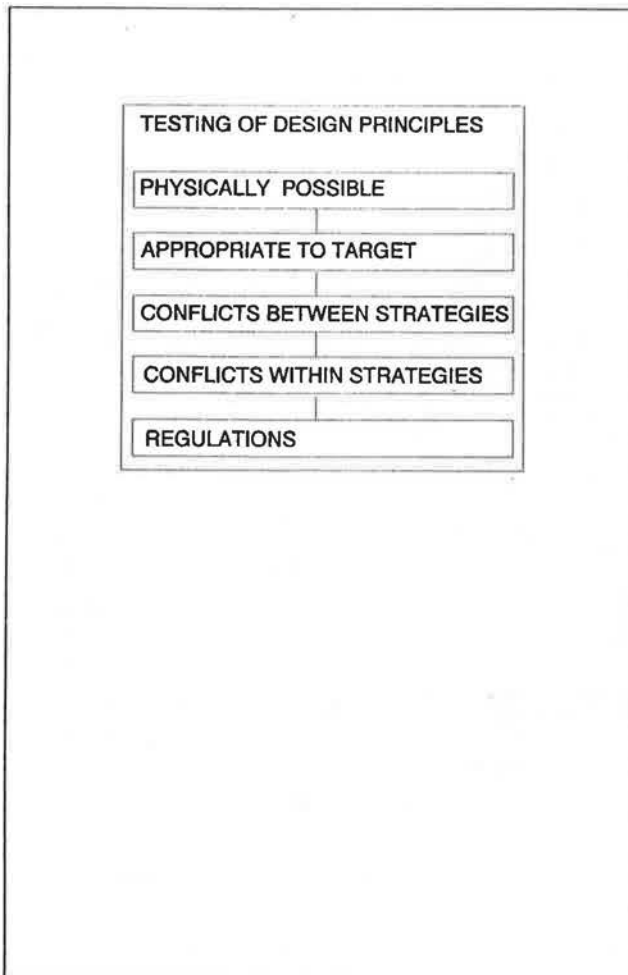 TESTING OF DESIGN PRINCIPLES
PHYSICALLY POSSIBLE
APPROPRIATE TO TARGET
CONFLICTS BETWEEN STRATEGIES
CONFLICTS WITHIN STRATEGIES
REGULATIONS